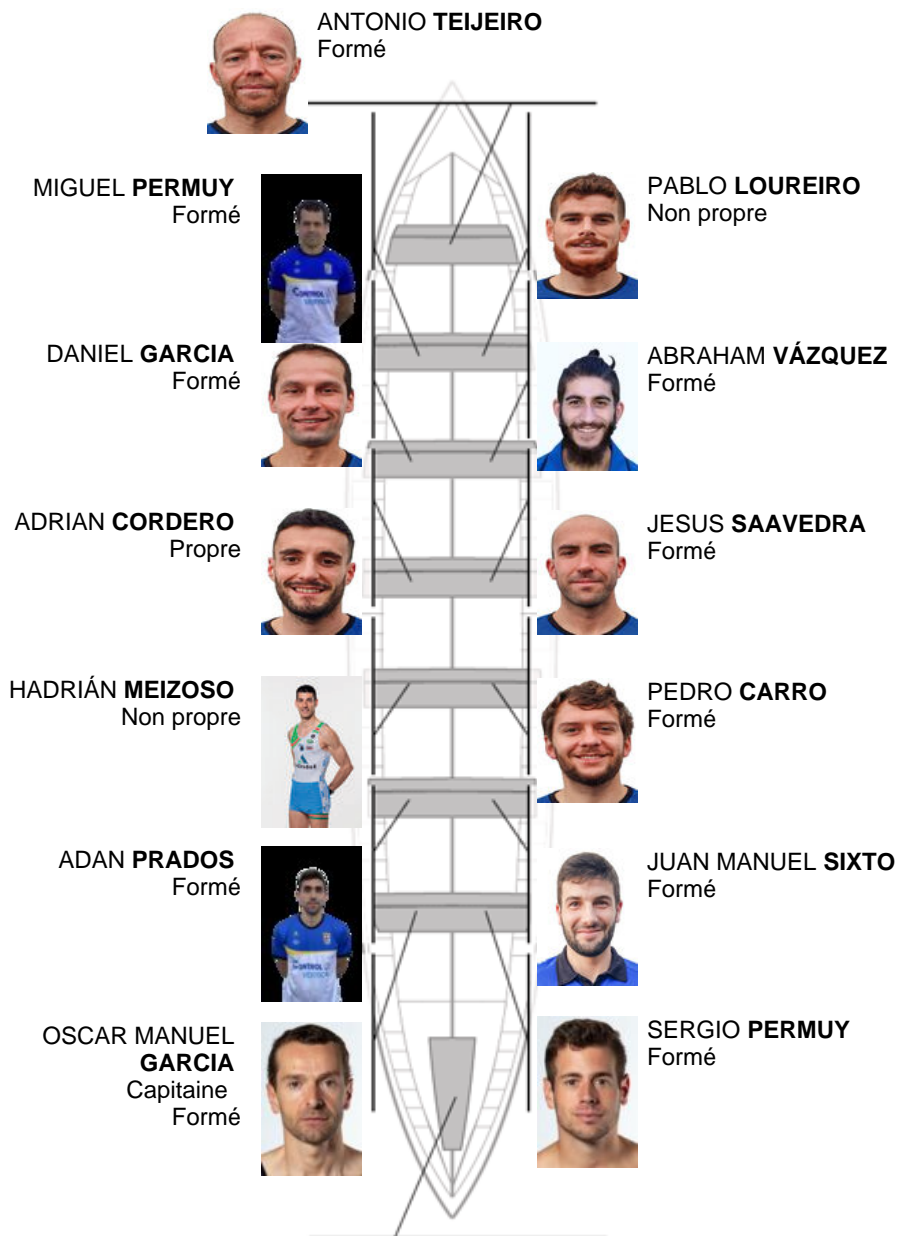 ANTONIO TEIJEIRO
Formé
MIGUEL PERMUY
Formé
PABLO LOUREIRO
Non propre
DANIEL GARCIA
Formé
ABRAHAM VÁZQUEZ
Formé
ADRIAN CORDERO
Propre
JESUS SAAVEDRA
Formé
HADRIÁN MEIZOSO
Non propre
PEDRO CARRO
Formé
ADAN PRADOS
Formé
JUAN MANUEL SIXTO
Formé
OSCAR MANUEL
GARCIA
Capitaine
Formé
SERGIO PERMUY
Formé